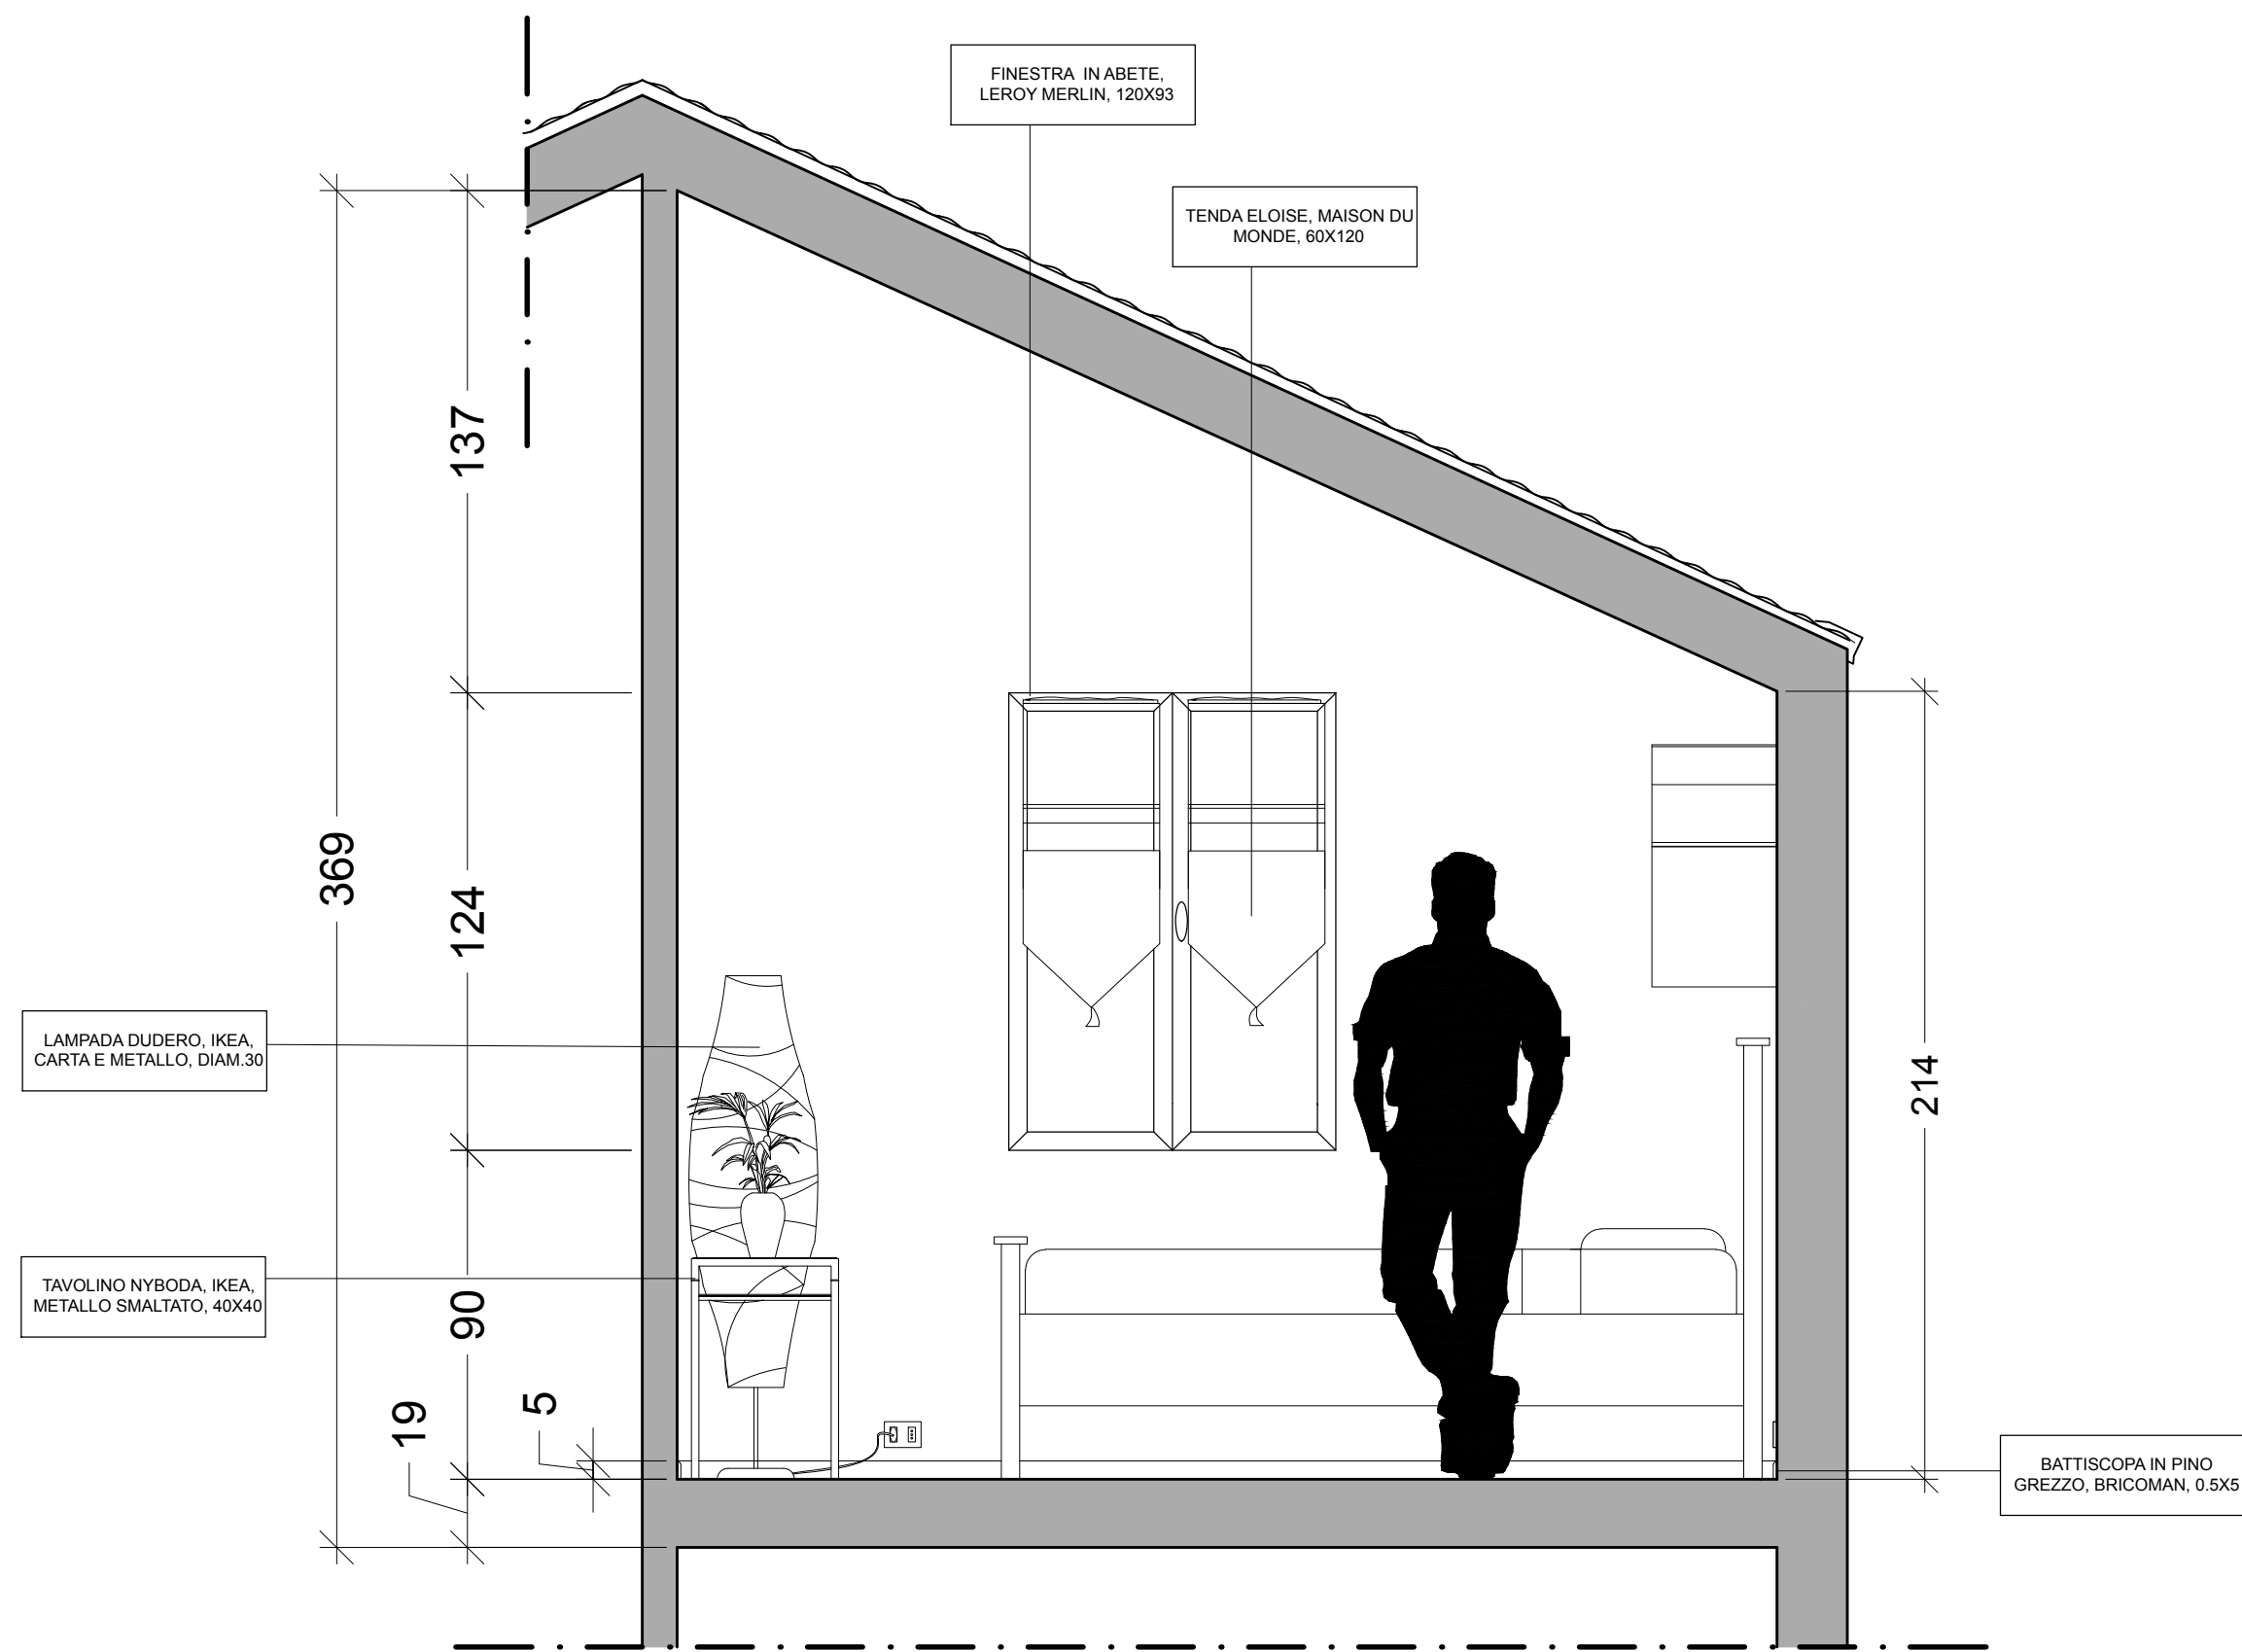 FINESTRA IN ABETE,
LEROY MERLIN, 120X93
TENDA ELOISE, MAISON DU
MONDE, 60X120
137
369
124
LAMPADA DUDERO, IKEA,
CARTA E METALLO, DIAM.30
214
TAVOLINO NYBODA, IKEA,
METALLO SMALTATO, 40X40
90
19
5
BATTISCOPA IN PINO
GREZZO, BRICOMAN, 0.5X5